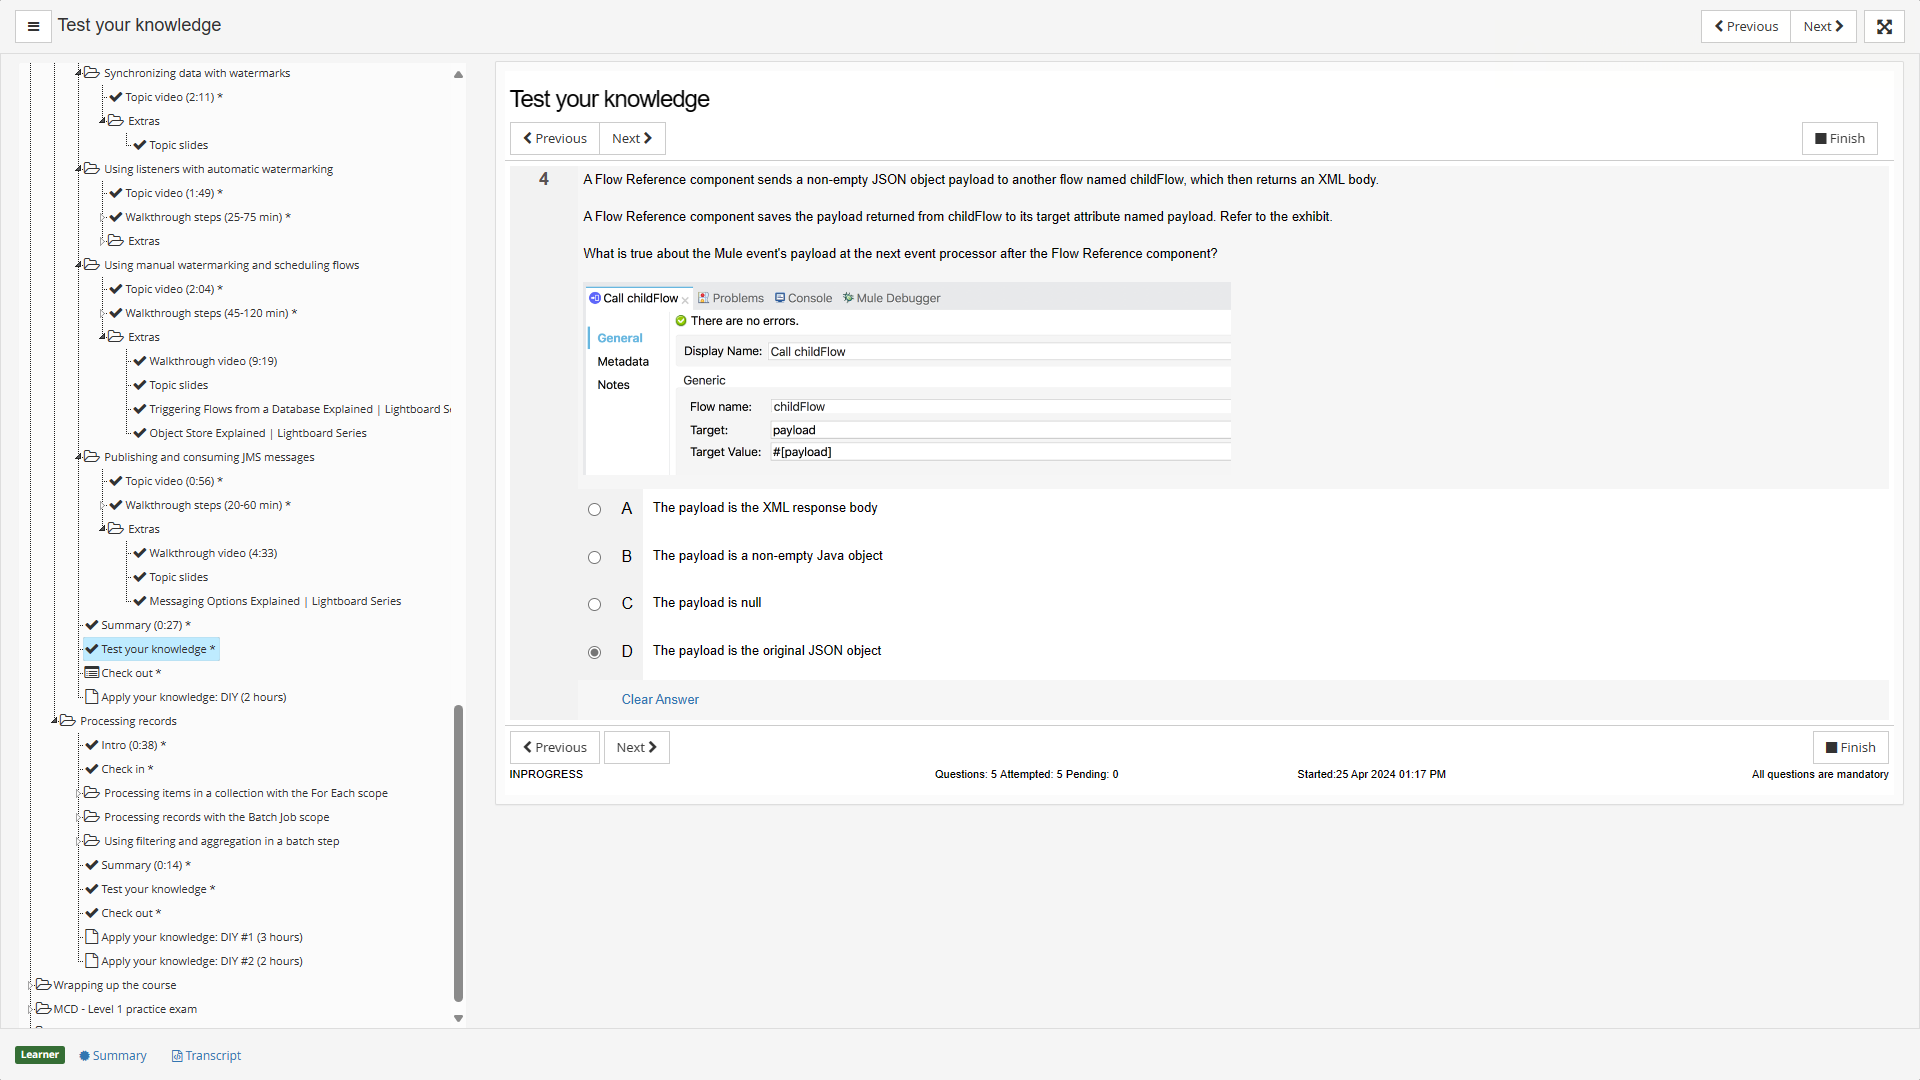 Test your knowledge
Previous
Next
Synchronizing data with watermarks
Topic video (2:11) *
Extras
Topic slides
Using listeners with automatic watermarking
Topic video (1:49) *
Walkthrough steps (25-75 min) *
Extras
Using manual watermarking and scheduling flows
Topic video (2:04) *
Walkthrough steps (45-120 min) *
Extras
Walkthrough video (9:19)
Topic slides
Triggering Flows from a Database Explained | Lightboard S
Object Store Explained | Lightboard Series
Publishing and consuming JMS messages
Topic video (0:56) *
Walkthrough steps (20-60 min) *
Extras
Walkthrough video (4:33)
Topic slides
Messaging Options Explained | Lightboard Series
Summary (0:27) *
Test your knowledge *
Check out *
Apply your knowledge: DIY (2 hours)
Processing records
Intro (0:38) *
Check in *
Processing items in a collection with the For Each scope
Processing records with the Batch Job scope
Using filtering and aggregation in a batch step
Summary (0:14) *
Test your knowledge *
Check out *
Apply your knowledge: DIY #1 (3 hours)
Apply your knowledge: DIY #2 (2 hours)
Wrapping up the course
MCD - Level 1 practice exam
Test your knowledge
Previous
Next
Finish
4
A Flow Reference component sends a non-empty JSON object payload to another flow named childFlow, which then returns an XML body.
A Flow Reference component saves the payload returned from childFlow to its target attribute named payload. Refer to the exhibit.
What is true about the Mule event's payload at the next event processor after the Flow Reference component?
Call childFlow
Problems
Console
Mule Debugger
There are no errors.
General
Metadata
Notes
Display Name: Call childFlow
Generic
Flow name: childFlow
Target: payload
Target Value: #[payload]
A The payload is the XML response body
B The payload is a non-empty Java object
C The payload is null
D The payload is the original JSON object
Clear Answer
Previous
Next
Finish
INPROGRESS
Questions: 5 Attempted: 5 Pending: 0
Started:25 Apr 2024 01:17 PM
All questions are mandatory
Learner
Summary
Transcript